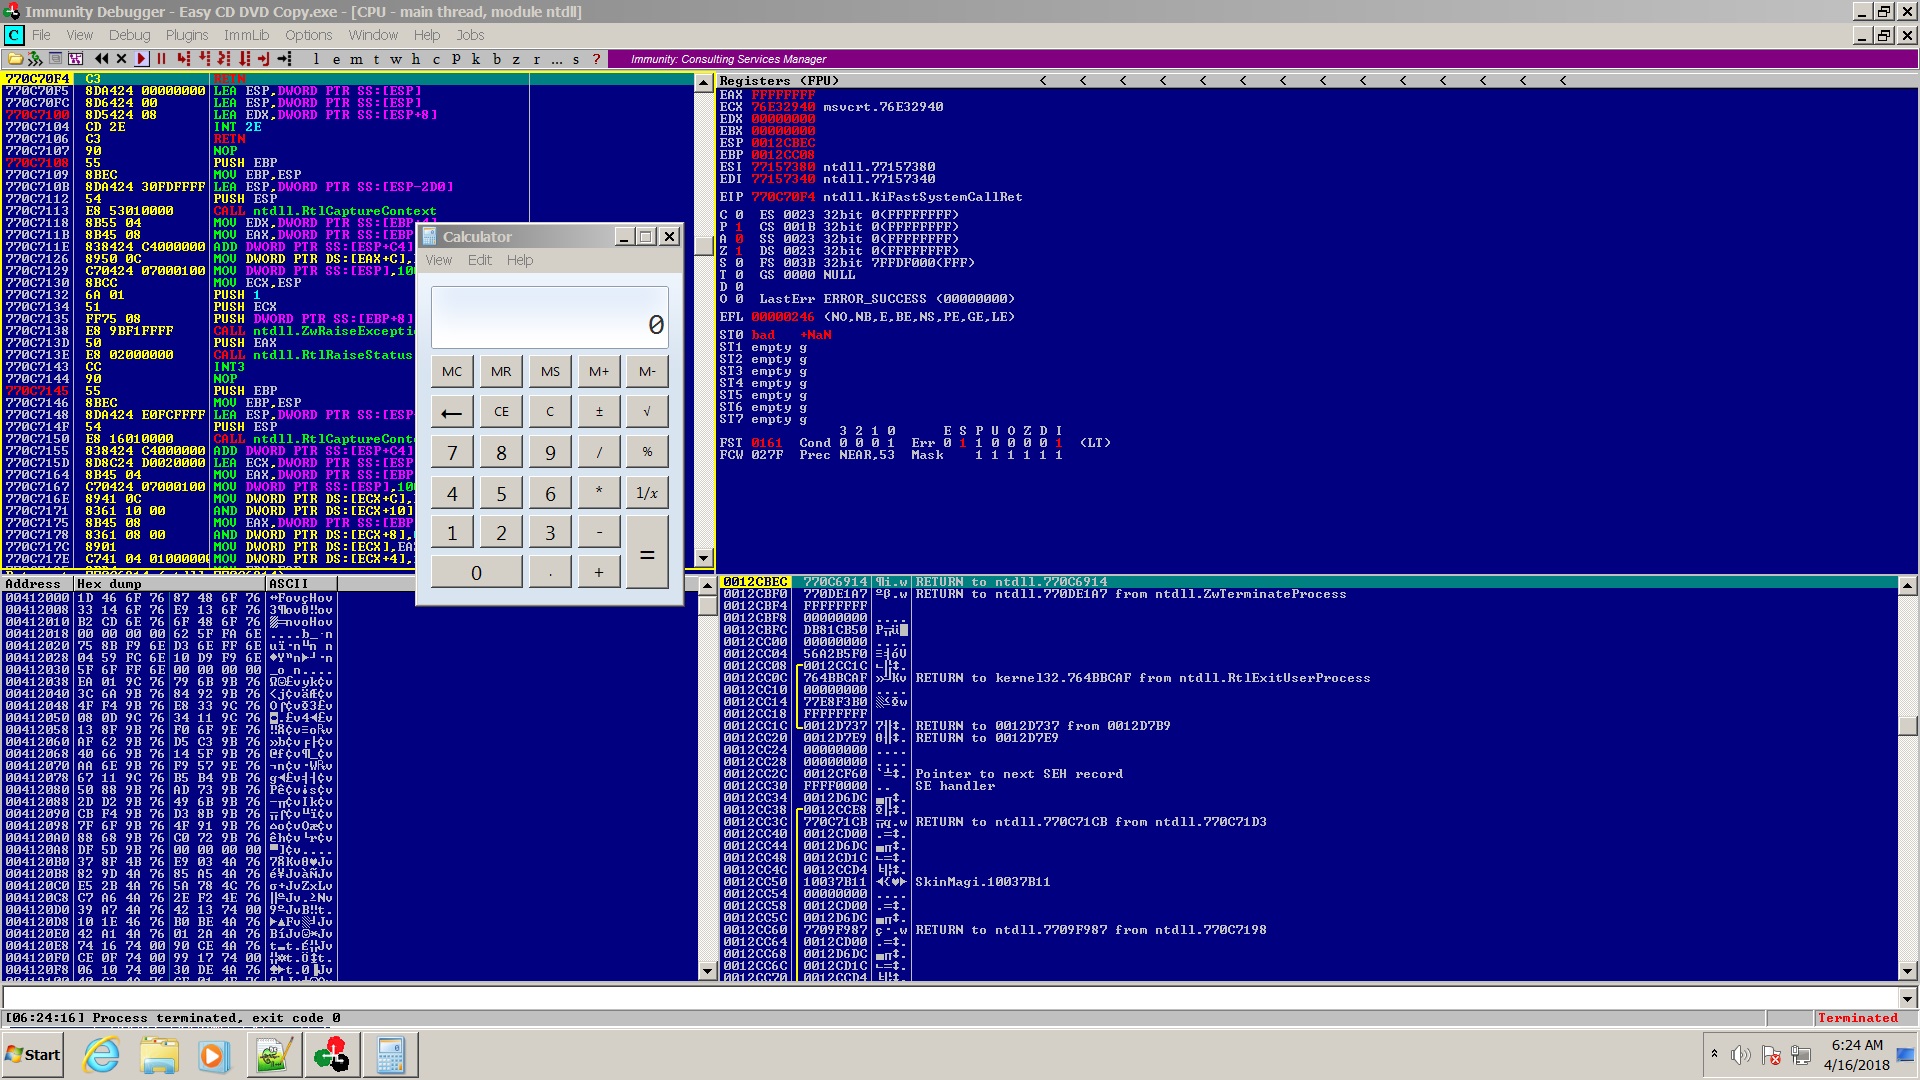 Immunity Debugger - Easy CD DVD Copy.exe - [CPU - main thread, module ntdll]
C File View Debug Plugins ImmLib Options Window Help Jobs
l e m t w h c p k b z r ... s ? Immunity: Consulting Services Manager
770C70F4 C3 RETN
770C70F5 8DA424 00000000 LEA ESP,DWORD PTR SS:[ESP]
770C70FC 8D6424 00 LEA ESP,DWORD PTR SS:[ESP]
770C7100 8D5424 08 LEA EDX,DWORD PTR SS:[ESP+8]
770C7104 CD 2E INT 2E
770C7106 C3 RETN
770C7107 90 NOP
770C7108 55 PUSH EBP
770C7109 8BEC MOV EBP,ESP
770C710B 8DA424 30FDFFFF LEA ESP,DWORD PTR SS:[ESP-2D0]
770C7112 54 PUSH ESP
770C7113 E8 53010000 CALL ntdll.RtlCaptureContext
770C7118 8B55 04 MOV EDX,DWORD PTR SS:[EBP+4]
770C711B 8B45 08 MOV EAX,DWORD PTR SS:[EBP
770C711E 838424 C4000000 ADD DWORD PTR SS:[ESP+C4]
770C7126 8950 0C MOV DWORD PTR DS:[EAX+C],
770C7129 C70424 07000100 MOV DWORD PTR SS:[ESP],10
770C7130 8BCC MOV ECX,ESP
770C7132 6A 01 PUSH 1
770C7134 51 PUSH ECX
770C7135 FF75 08 PUSH DWORD PTR SS:[EBP+8]
770C7138 E8 9BF1FFFF CALL ntdll.ZwRaiseExcepti
770C713D 50 PUSH EAX
770C713E E8 02000000 CALL ntdll.RtlRaiseStatus
770C7143 CC INT3
770C7144 90 NOP
770C7145 55 PUSH EBP
770C7146 8BEC MOV EBP,ESP
770C7148 8DA424 E0FCFFFF LEA ESP,DWORD PTR SS:[ESP
770C714F 54 PUSH ESP
770C7150 E8 16010000 CALL ntdll.RtlCaptureCont
770C7155 838424 C4000000 ADD DWORD PTR SS:[ESP+C4]
770C715D 8D8C24 D0020000 LEA ECX,DWORD PTR SS:[ESP
770C7164 8B45 04 MOV EAX,DWORD PTR SS:[EBP
770C7167 C70424 07000100 MOV DWORD PTR SS:[ESP],10
770C716E 8941 0C MOV DWORD PTR DS:[ECX+C],
770C7171 8361 10 00 AND DWORD PTR DS:[ECX+10]
770C7175 8B45 08 MOV EAX,DWORD PTR SS:[EBP
770C7178 8361 08 00 AND DWORD PTR DS:[ECX+8],
770C717C 8901 MOV DWORD PTR DS:[ECX],EA
770C717E C741 04 0100000 MOV DWORD PTR DS:[ECX+4],
Calculator
View Edit Help
0
MC MR MS M+ M-
← CE C ± √
7 8 9 / %
4 5 6 * 1/x
1 2 3 - =
0 . +
Registers (FPU) < < < < < < < < < < < < < <
EAX FFFFFFFF
ECX 76E32940 msvcrt.76E32940
EDX 00000000
EBX 00000000
ESP 0012CBEC
EBP 0012CC08
ESI 77157380 ntdll.77157380
EDI 77157340 ntdll.77157340
EIP 770C70F4 ntdll.KiFastSystemCallRet
C 0 ES 0023 32bit 0(FFFFFFFF)
P 1 CS 001B 32bit 0(FFFFFFFF)
A 0 SS 0023 32bit 0(FFFFFFFF)
Z 1 DS 0023 32bit 0(FFFFFFFF)
S 0 FS 003B 32bit 7FFDF000(FFF)
T 0 GS 0000 NULL
D 0
O 0 LastErr ERROR_SUCCESS (00000000)
EFL 00000246 (NO,NB,E,BE,NS,PE,GE,LE)
ST0 bad +NaN
ST1 empty g
ST2 empty g
ST3 empty g
ST4 empty g
ST5 empty g
ST6 empty g
ST7 empty g
3 2 1 0 E S P U O Z D I
FST 0161 Cond 0 0 0 1 Err 0 1 1 0 0 0 0 1 (LT)
FCW 027F Prec NEAR,53 Mask 1 1 1 1 1 1
Address Hex dump ASCII
00412000 1D 46 6F 76 87 48 6F 76
00412008 33 14 6F 76 E9 13 6F 76
00412010 B2 CD 6E 76 6F 48 6F 76
00412018 00 00 00 00 62 5F FA 6E
00412020 75 8B F9 6E D3 6E FF 6E
00412028 04 59 FC 6E 10 D9 F9 6E
00412030 5F 6F FF 6E 00 00 00 00
00412038 EA 01 9C 76 79 6B 9B 76
00412040 3C 6A 9B 76 84 92 9B 76
00412048 4F F4 9B 76 E8 33 9C 76
00412050 08 0D 9C 76 34 11 9C 76
00412058 13 8F 9B 76 F0 6F 9E 76
00412060 AF 62 9B 76 D5 C3 9B 76
00412068 40 66 9B 76 14 5F 9B 76
00412070 AA 6E 9B 76 F9 57 9E 76
00412078 67 11 9C 76 B5 B4 9B 76
00412080 50 88 9B 76 AD 73 9B 76
00412088 2D D2 9B 76 49 6B 9B 76
00412090 CB F4 9B 76 D3 8B 9B 76
00412098 7F 6F 9B 76 4F 91 9B 76
004120A0 88 68 9B 76 C0 72 9B 76
004120A8 DF 5D 9B 76 00 00 00 00
004120B0 37 8F 4B 76 E9 03 4A 76
004120B8 82 9D 4A 76 85 A5 4A 76
004120C0 E5 2B 4A 76 5A 78 4C 76
004120C8 C7 A6 4A 76 2E F2 4E 76
004120D0 39 A7 4A 76 42 13 74 00
004120D8 10 1E 46 76 B0 BE 4A 76
004120E0 42 A1 4A 76 01 2A 4A 76
004120E8 74 16 74 00 90 CE 4A 76
004120F0 CE 0F 74 00 99 17 74 00
004120F8 06 10 74 00 30 DE 4A 76
0012CBEC 770C6914 RETURN to ntdll.770C6914
0012CBF0 770DE1A7 RETURN to ntdll.770DE1A7 from ntdll.ZwTerminateProcess
0012CBF4 FFFFFFFF
0012CBF8 00000000 ....
0012CBFC DB81CB50
0012CC00 00000000 ....
0012CC04 56A2B5F0
0012CC08 0012CC1C
0012CC0C 764BBCAF RETURN to kernel32.764BBCAF from ntdll.RtlExitUserProcess
0012CC10 00000000 ....
0012CC14 77E8F3B0
0012CC18 FFFFFFFF
0012CC1C 0012D737 RETURN to 0012D737 from 0012D7B9
0012CC20 0012D7E9 RETURN to 0012D7E9
0012CC24 00000000 ....
0012CC28 00000000 ....
0012CC2C 0012CF60 Pointer to next SEH record
0012CC30 FFFF0000 SE handler
0012CC34 0012D6DC
0012CC38 0012CCE8
0012CC3C 770C71CB RETURN to ntdll.770C71CB from ntdll.770C71D3
0012CC40 0012CD00
0012CC44 0012D6DC
0012CC48 0012CD1C
0012CC4C 0012CCD4
0012CC50 10037B11 SkinMagi.10037B11
0012CC54 00000000 ....
0012CC58 0012CD00
0012CC5C 0012D6DC
0012CC60 7709F987 RETURN to ntdll.7709F987 from ntdll.770C7198
0012CC64 0012CD00
0012CC68 0012D6DC
0012CC6C 0012CD1C
0012CC70 0012CCD4
[06:24:16] Process terminated, exit code 0 Terminated
Start 6:24 AM
4/16/2018